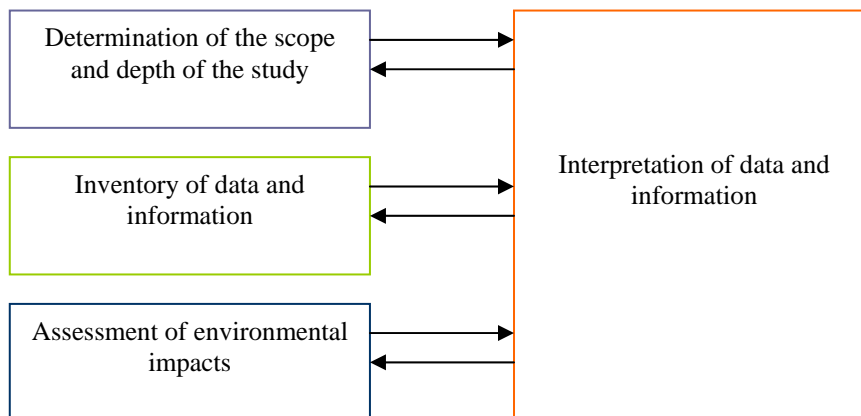 Determination of the scope
and depth of the study
Inventory of data and
information
Assessment of environmental
impacts
Interpretation of data and
information